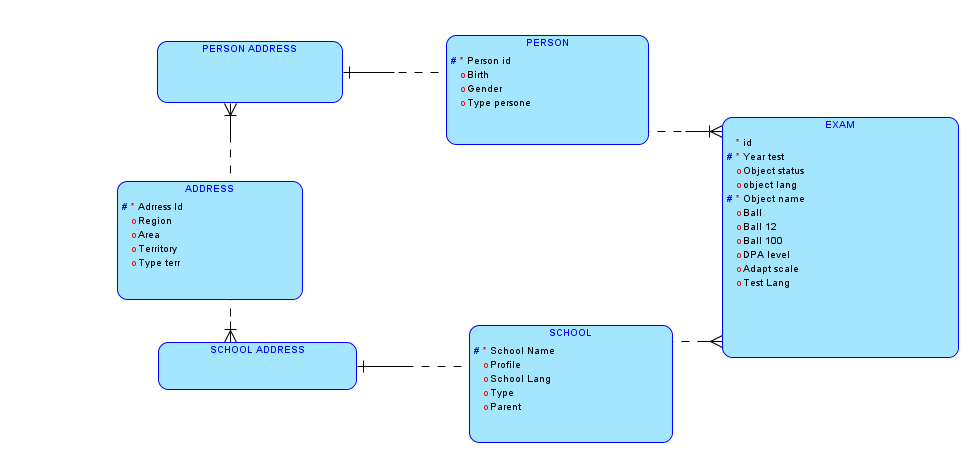 PERSON ADDRESS
PERSON
# * Person id
o Birth
o Gender
o Type persone
EXAM
* id
# * Year test
o Object status
o object lang
# * Object name
o Ball
o Ball 12
o Ball 100
o DPA level
o Adapt scale
o Test Lang
ADDRESS
# * Adrress Id
o Region
o Area
o Territory
o Type terr
SCHOOL ADDRESS
SCHOOL
# * School Name
o Profile
o School Lang
o Type
o Parent